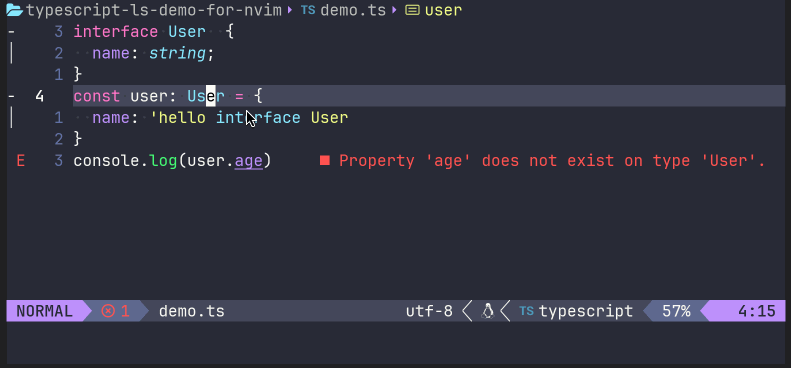 typescript-ls-demo-for-nvim TS demo.ts user
3 interface User {
2 name: string;
1 }
4 const user: User = {
1 name: 'hello interface User
2 }
E 3 console.log(user.age) ■ Property 'age' does not exist on type 'User'.
NORMAL 1 demo.ts utf-8 TS typescript 57% 4:15